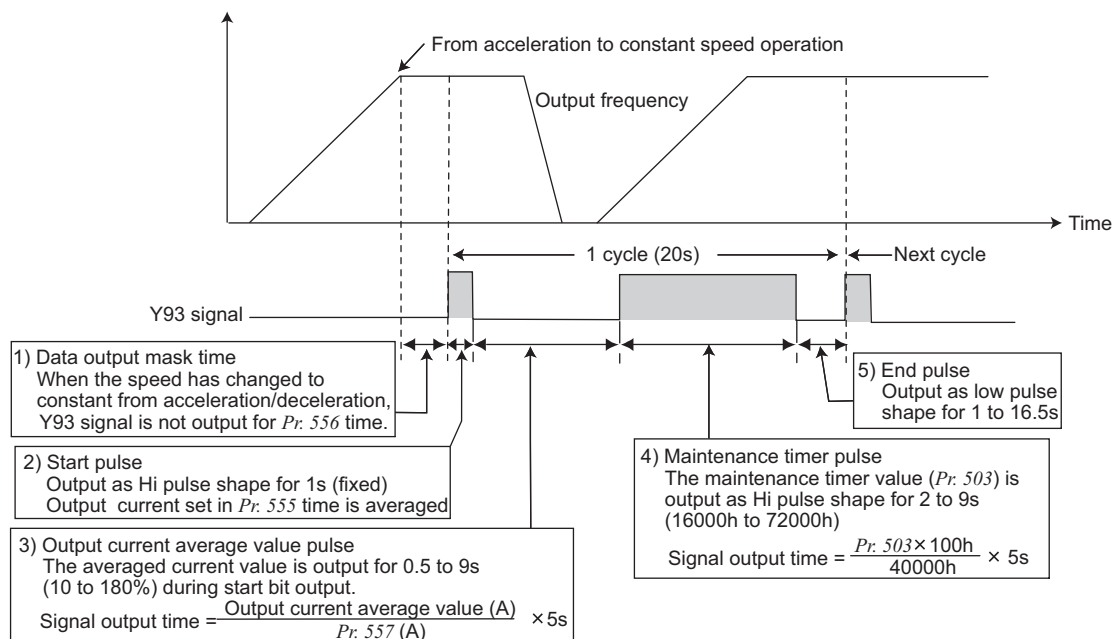 From acceleration to constant speed operation
Output frequency
Time
1 cycle (20s)
Next cycle
Y93 signal
1) Data output mask time
When the speed has changed to
constant from acceleration/deceleration,
Y93 signal is not output for Pr. 556 time.
2) Start pulse
Output as Hi pulse shape for 1s (fixed)
Output current set in Pr. 555 time is averaged
3) Output current average value pulse
The averaged current value is output for 0.5 to 9s
(10 to 180%) during start bit output.
Signal output time = Output current average value (A) / Pr. 557 (A) × 5s
4) Maintenance timer pulse
The maintenance timer value (Pr. 503) is
output as Hi pulse shape for 2 to 9s
(16000h to 72000h)
Signal output time = Pr. 503 × 100h / 40000h × 5s
5) End pulse
Output as low pulse
shape for 1 to 16.5s